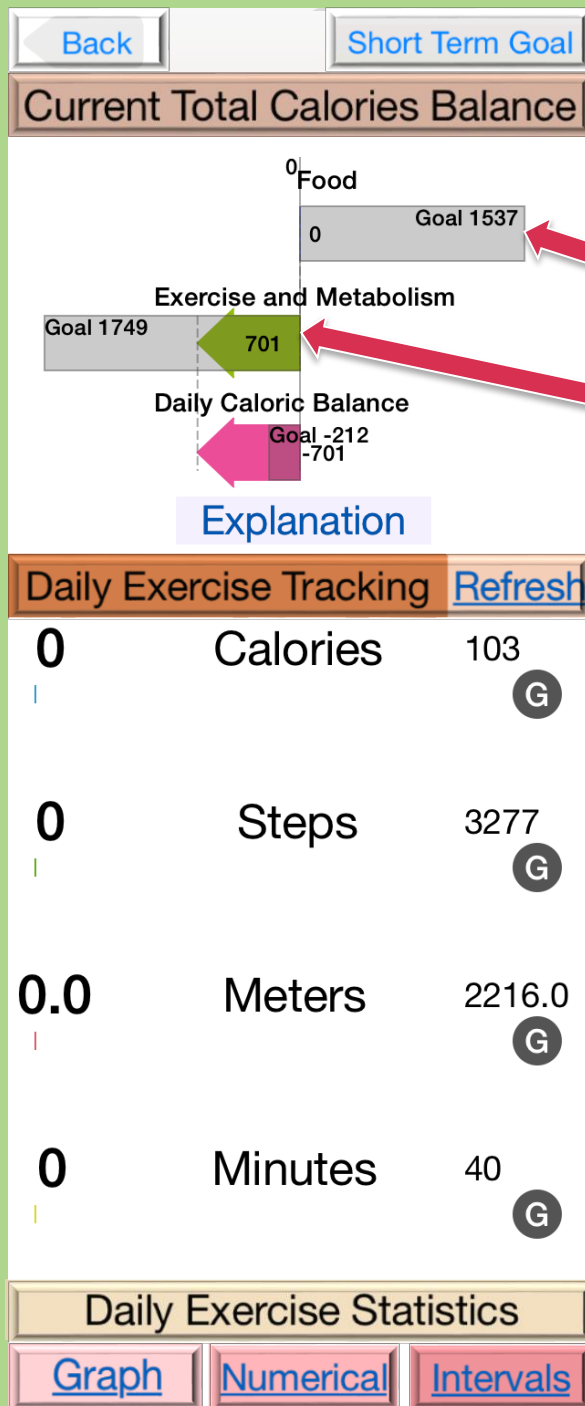 Back Short Term Goal
Current Total Calories Balance
0
Food
Goal 1537
0
Exercise and Metabolism
Goal 1749
701
Daily Caloric Balance
Goal -212
-701
Explanation
Daily Exercise Tracking Refresh
0 Calories 103
G
0 Steps 3277
G
0.0 Meters 2216.0
G
0 Minutes 40
G
Daily Exercise Statistics
Graph Numerical Intervals